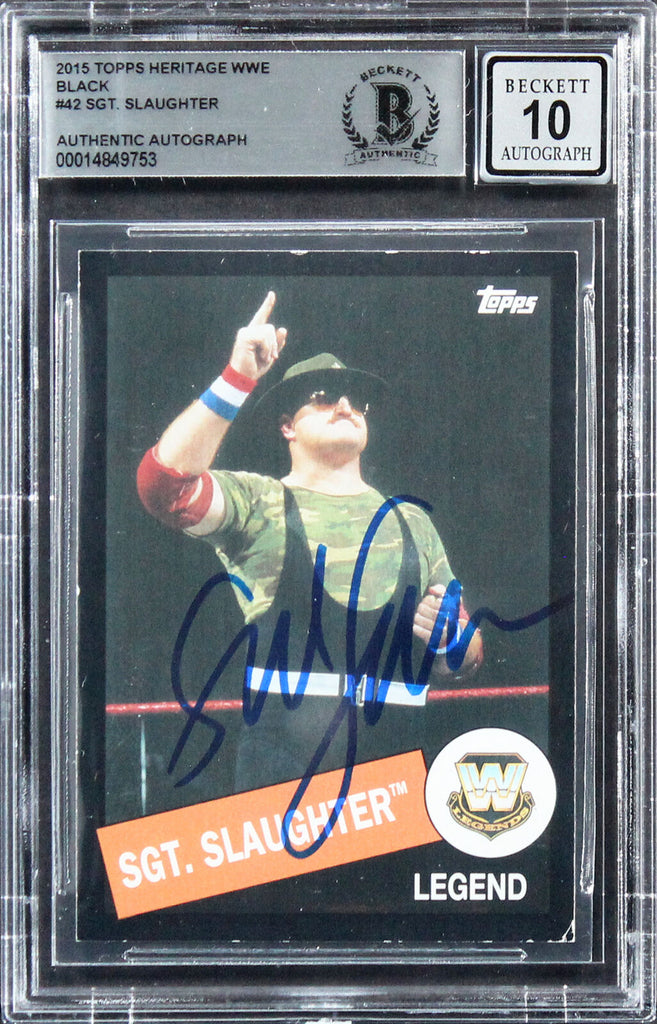 2015 TOPPS HERITAGE WWE
BLACK
#42 SGT. SLAUGHTER
AUTHENTIC AUTOGRAPH
00014849753
BECKETT
B
AUTHENTIC
BECKETT
10
AUTOGRAPH
Topps
SGT. SLAUGHTER™
W
LEGENDS
LEGEND